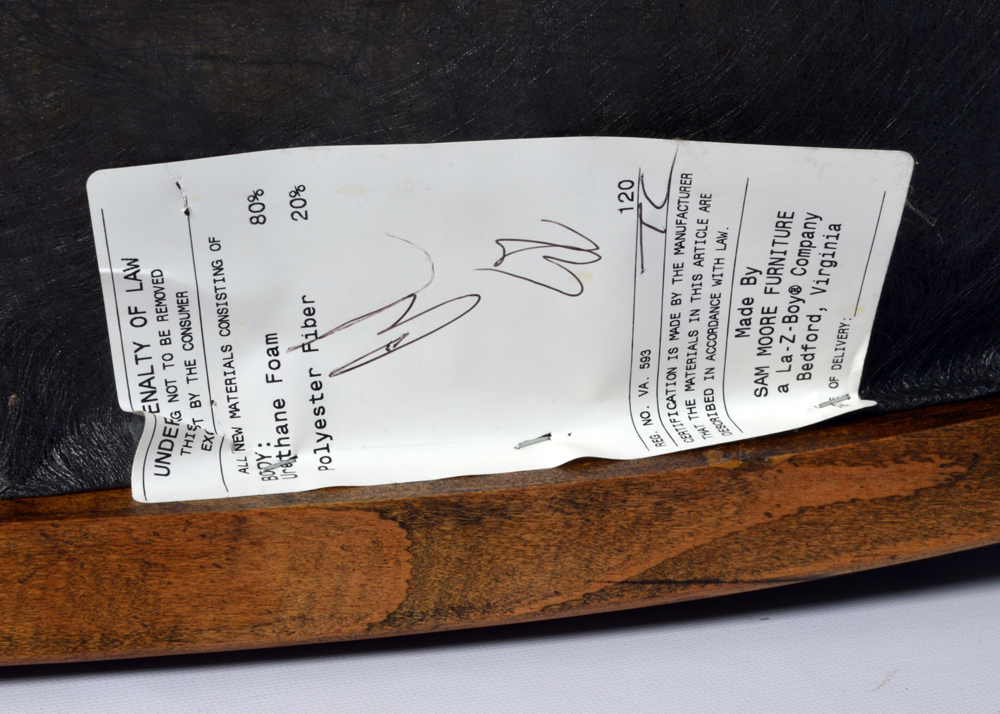 UNDER PENALTY OF LAW
THIS TAG NOT TO BE REMOVED
EXCEPT BY THE CONSUMER
ALL NEW MATERIALS CONSISTING OF
BODY:
Urethane Foam 80%
Polyester Fiber 20%
120
REG. NO. VA. 593
CERTIFICATION IS MADE BY THE MANUFACTURER
THAT THE MATERIALS IN THIS ARTICLE ARE
DESCRIBED IN ACCORDANCE WITH LAW.
Made By
SAM MOORE FURNITURE
a La-Z-Boy® Company
Bedford, Virginia
OF DELIVERY: